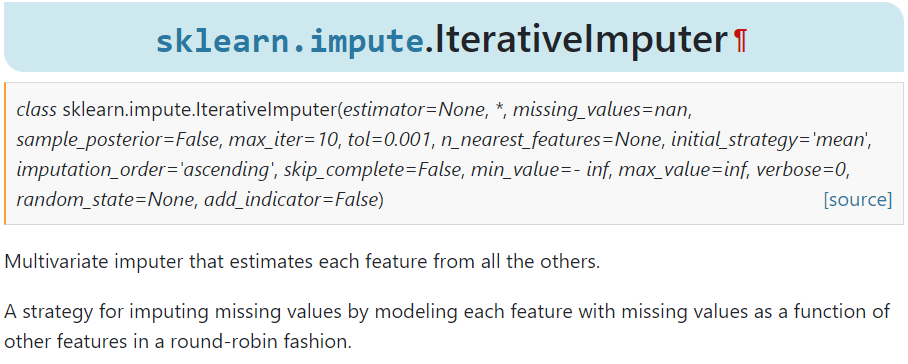 sklearn.impute.IterativeImputer¶
class sklearn.impute.IterativeImputer(estimator=None, *, missing_values=nan,
sample_posterior=False, max_iter=10, tol=0.001, n_nearest_features=None, initial_strategy='mean',
imputation_order='ascending', skip_complete=False, min_value=- inf, max_value=inf, verbose=0,
random_state=None, add_indicator=False) [source]
Multivariate imputer that estimates each feature from all the others.
A strategy for imputing missing values by modeling each feature with missing values as a function of
other features in a round-robin fashion.